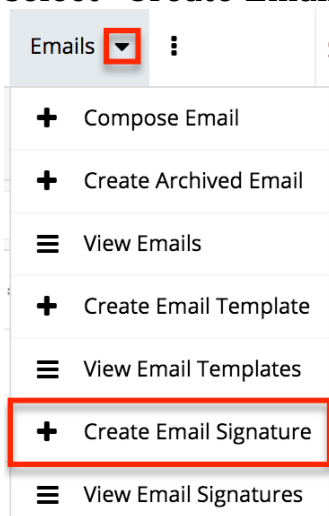 Emails
Compose Email
Create Archived Email
View Emails
Create Email Template
View Email Templates
Create Email Signature
View Email Signatures